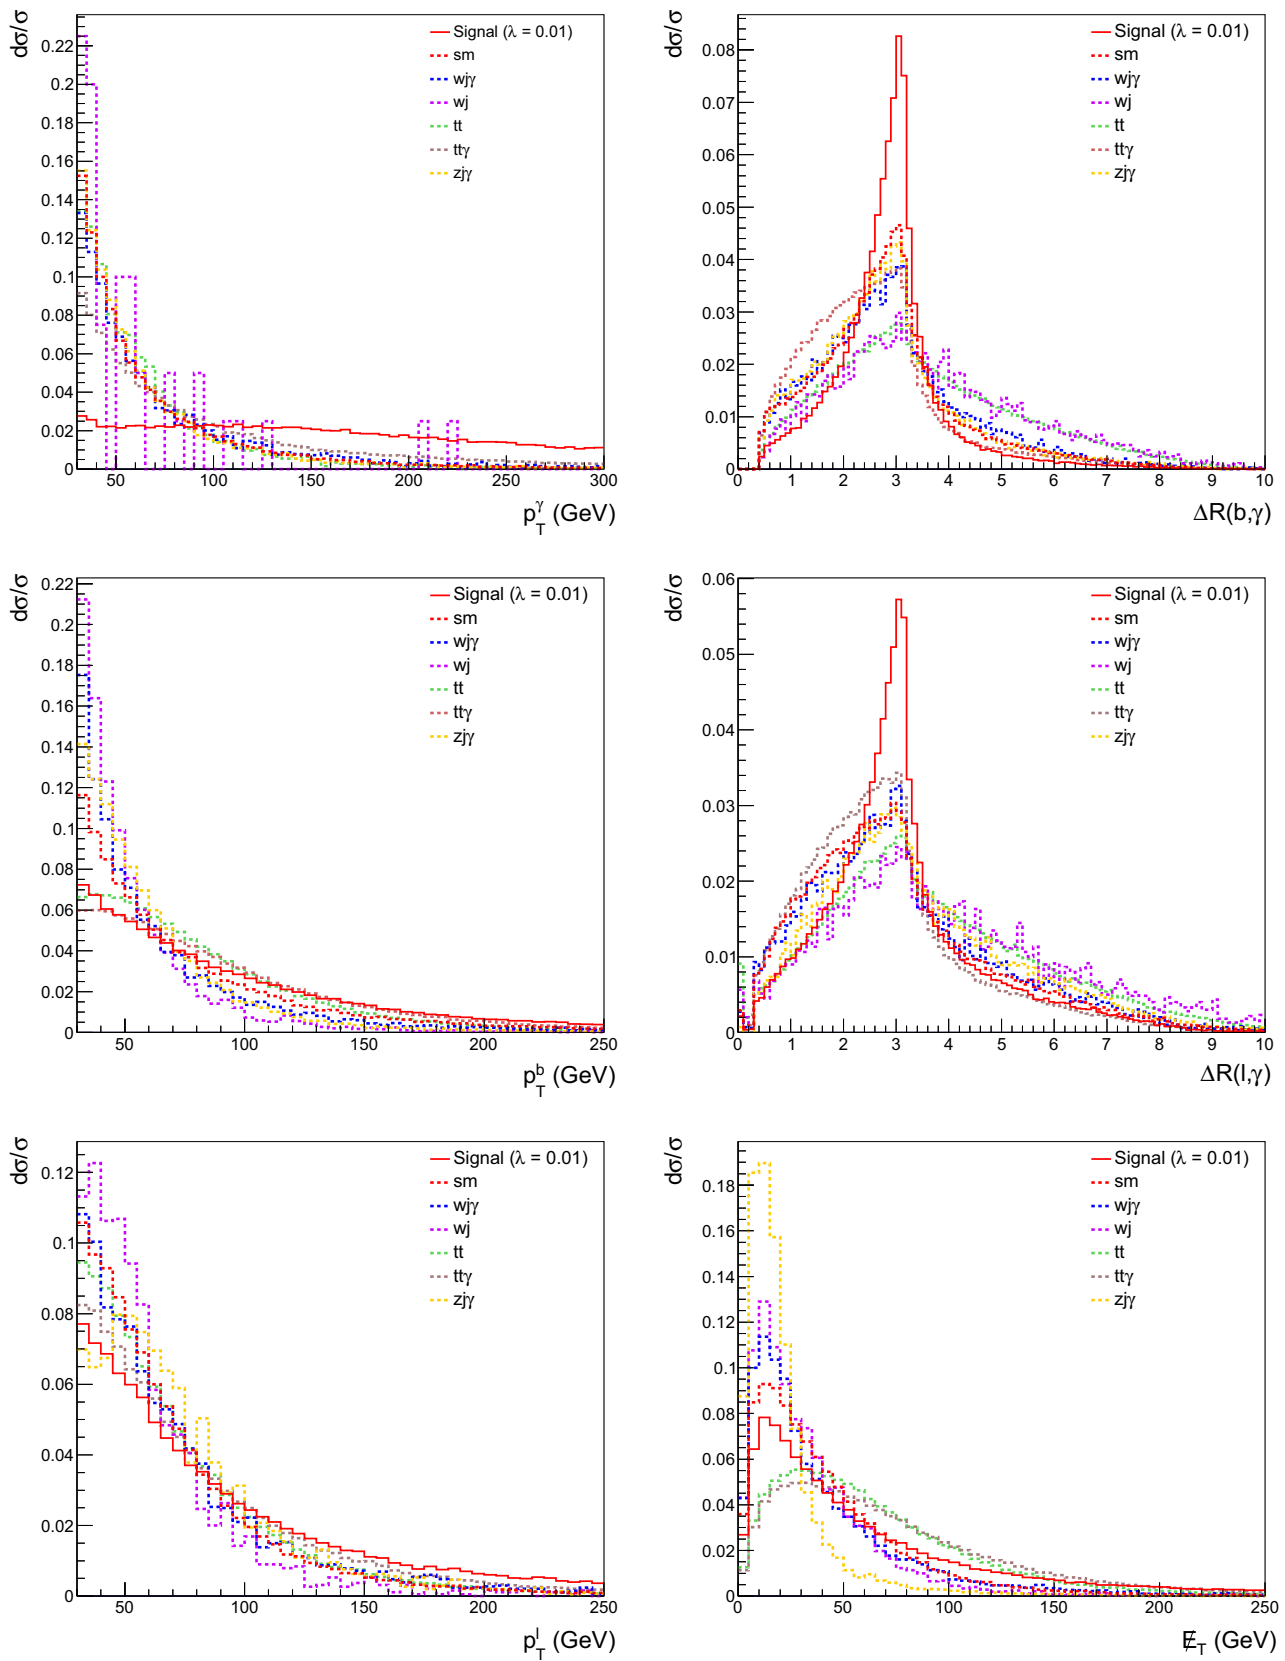 dσ/σ
0.22
0.2
0.18
0.16
0.14
0.12
0.1
0.08
0.06
0.04
0.02
0
50 100 150 200 250 300
p_T^γ (GeV)
Signal (λ = 0.01)
sm
wjγ
wj
tt
ttγ
zjγ
dσ/σ
0.08
0.07
0.06
0.05
0.04
0.03
0.02
0.01
0
0 1 2 3 4 5 6 7 8 9 10
ΔR(b,γ)
Signal (λ = 0.01)
sm
wjγ
wj
tt
ttγ
zjγ
dσ/σ
0.22
0.2
0.18
0.16
0.14
0.12
0.1
0.08
0.06
0.04
0.02
0
50 100 150 200 250
p_T^b (GeV)
Signal (λ = 0.01)
sm
wjγ
wj
tt
ttγ
zjγ
dσ/σ
0.06
0.05
0.04
0.03
0.02
0.01
0
0 1 2 3 4 5 6 7 8 9 10
ΔR(l,γ)
Signal (λ = 0.01)
sm
wjγ
wj
tt
ttγ
zjγ
dσ/σ
0.12
0.1
0.08
0.06
0.04
0.02
0
50 100 150 200 250
p_T^l (GeV)
Signal (λ = 0.01)
sm
wjγ
wj
tt
ttγ
zjγ
dσ/σ
0.18
0.16
0.14
0.12
0.1
0.08
0.06
0.04
0.02
0
0 50 100 150 200 250
E̸_T (GeV)
Signal (λ = 0.01)
sm
wjγ
wj
tt
ttγ
zjγ